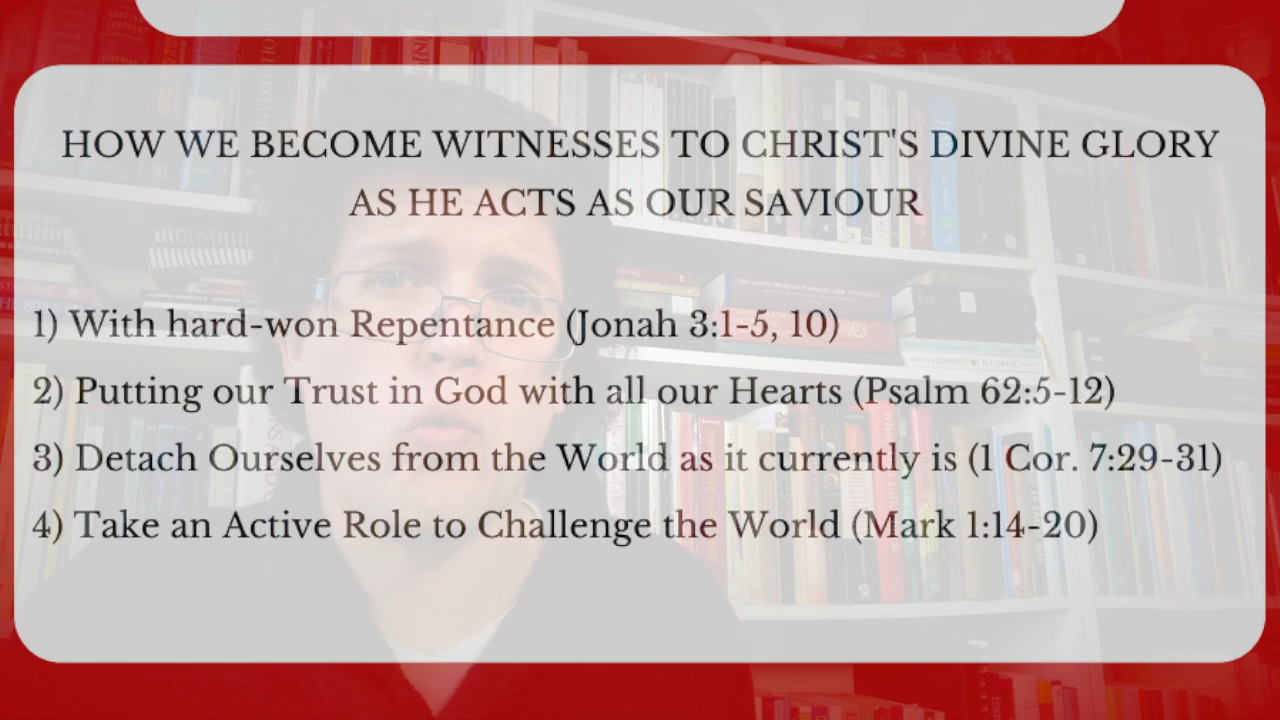 HOW WE BECOME WITNESSES TO CHRIST'S DIVINE GLORY
AS HE ACTS AS OUR SAVIOUR
1) With hard-won Repentance (Jonah 3:1-5, 10)
2) Putting our Trust in God with all our Hearts (Psalm 62:5-12)
3) Detach Ourselves from the World as it currently is (1 Cor. 7:29-31)
4) Take an Active Role to Challenge the World (Mark 1:14-20)